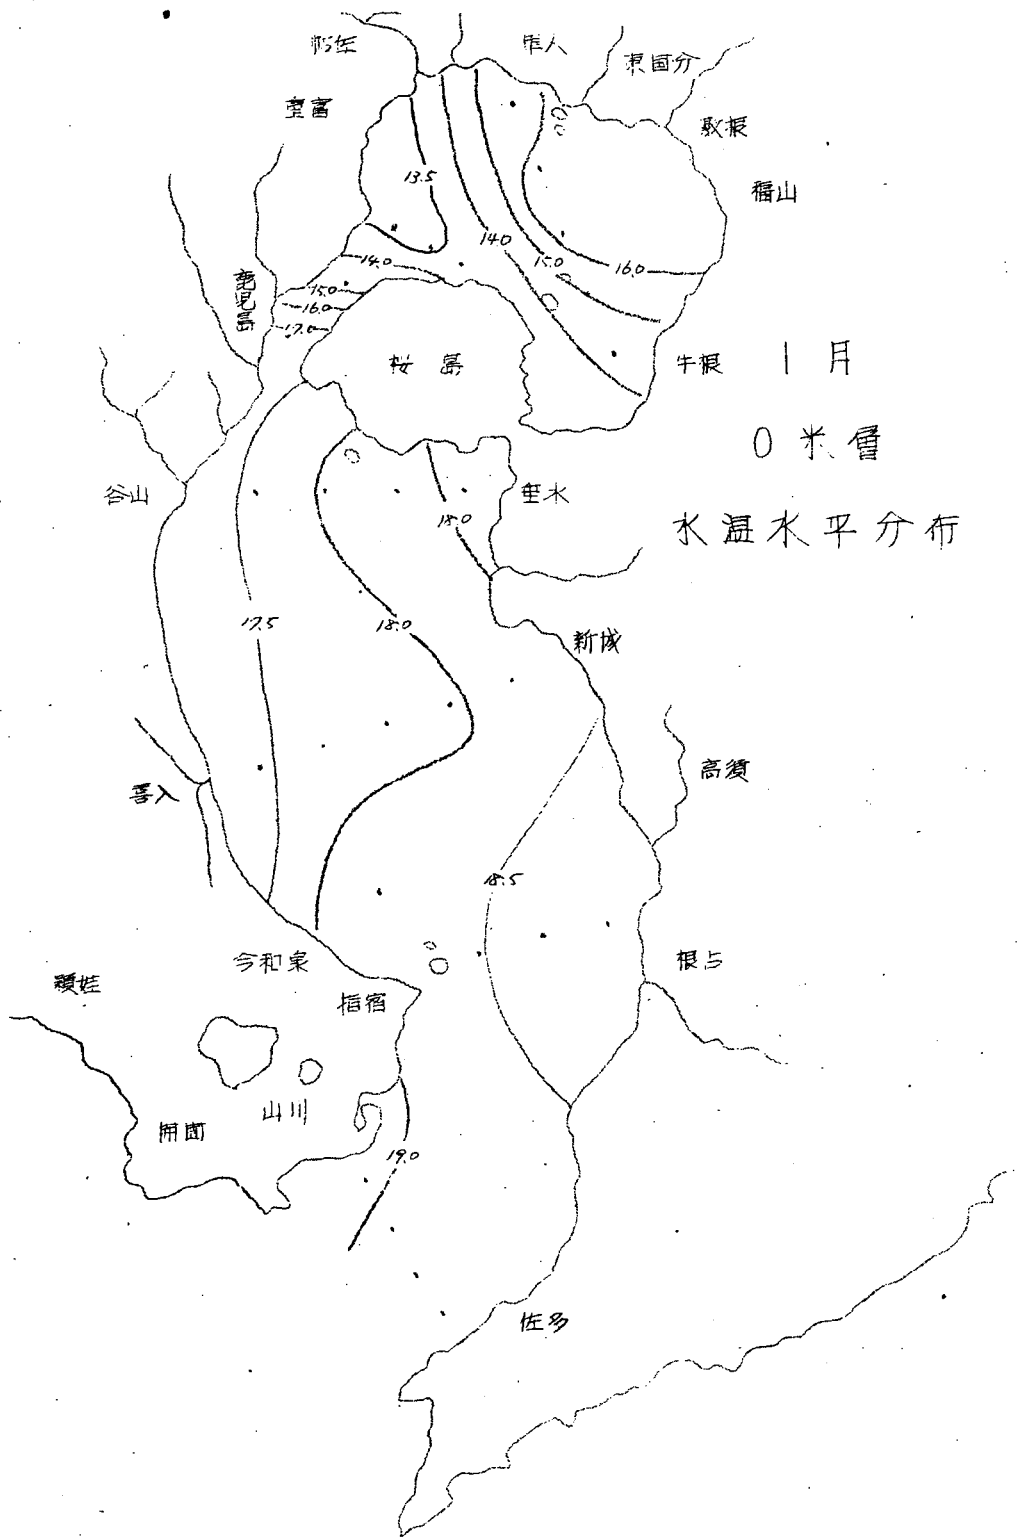 隼人
東国分
重富
敷根
福山
13.5
14.0
14.0
15.0
16.0
15.0
16.0
17.0
鹿児島
桜島
牛根
1月
0米層
水温水平分布
谷山
垂水
18.0
17.5
18.0
新城
高須
喜入
18.5
今和泉
根占
頴娃
指宿
山川
開聞
19.0
佐多